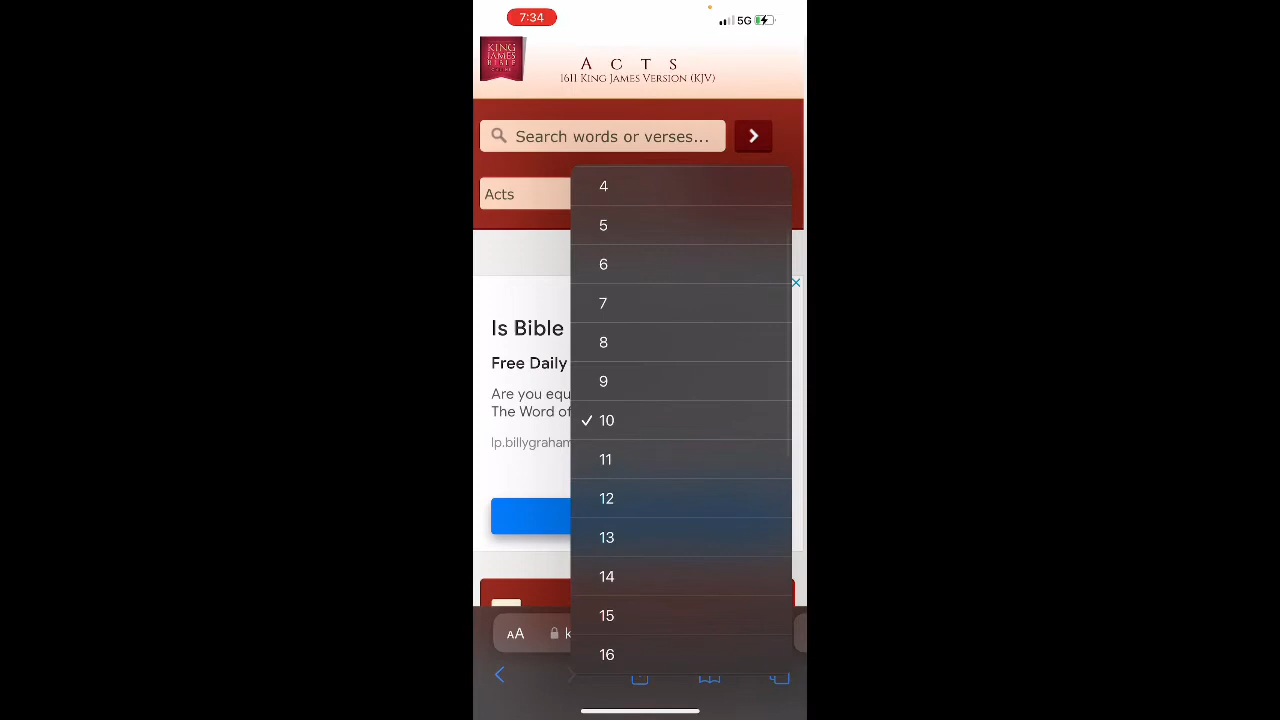 7:34
5G
KING
JAMES
BIBLE
ACTS
1611 KING JAMES VERSION (KJV)
Search words or verses...
Acts
4
5
6
7
8
9
10
11
12
13
14
15
16
Is Bible
Free Daily
Are you equ
The Word of
lp.billygraham
AA
k